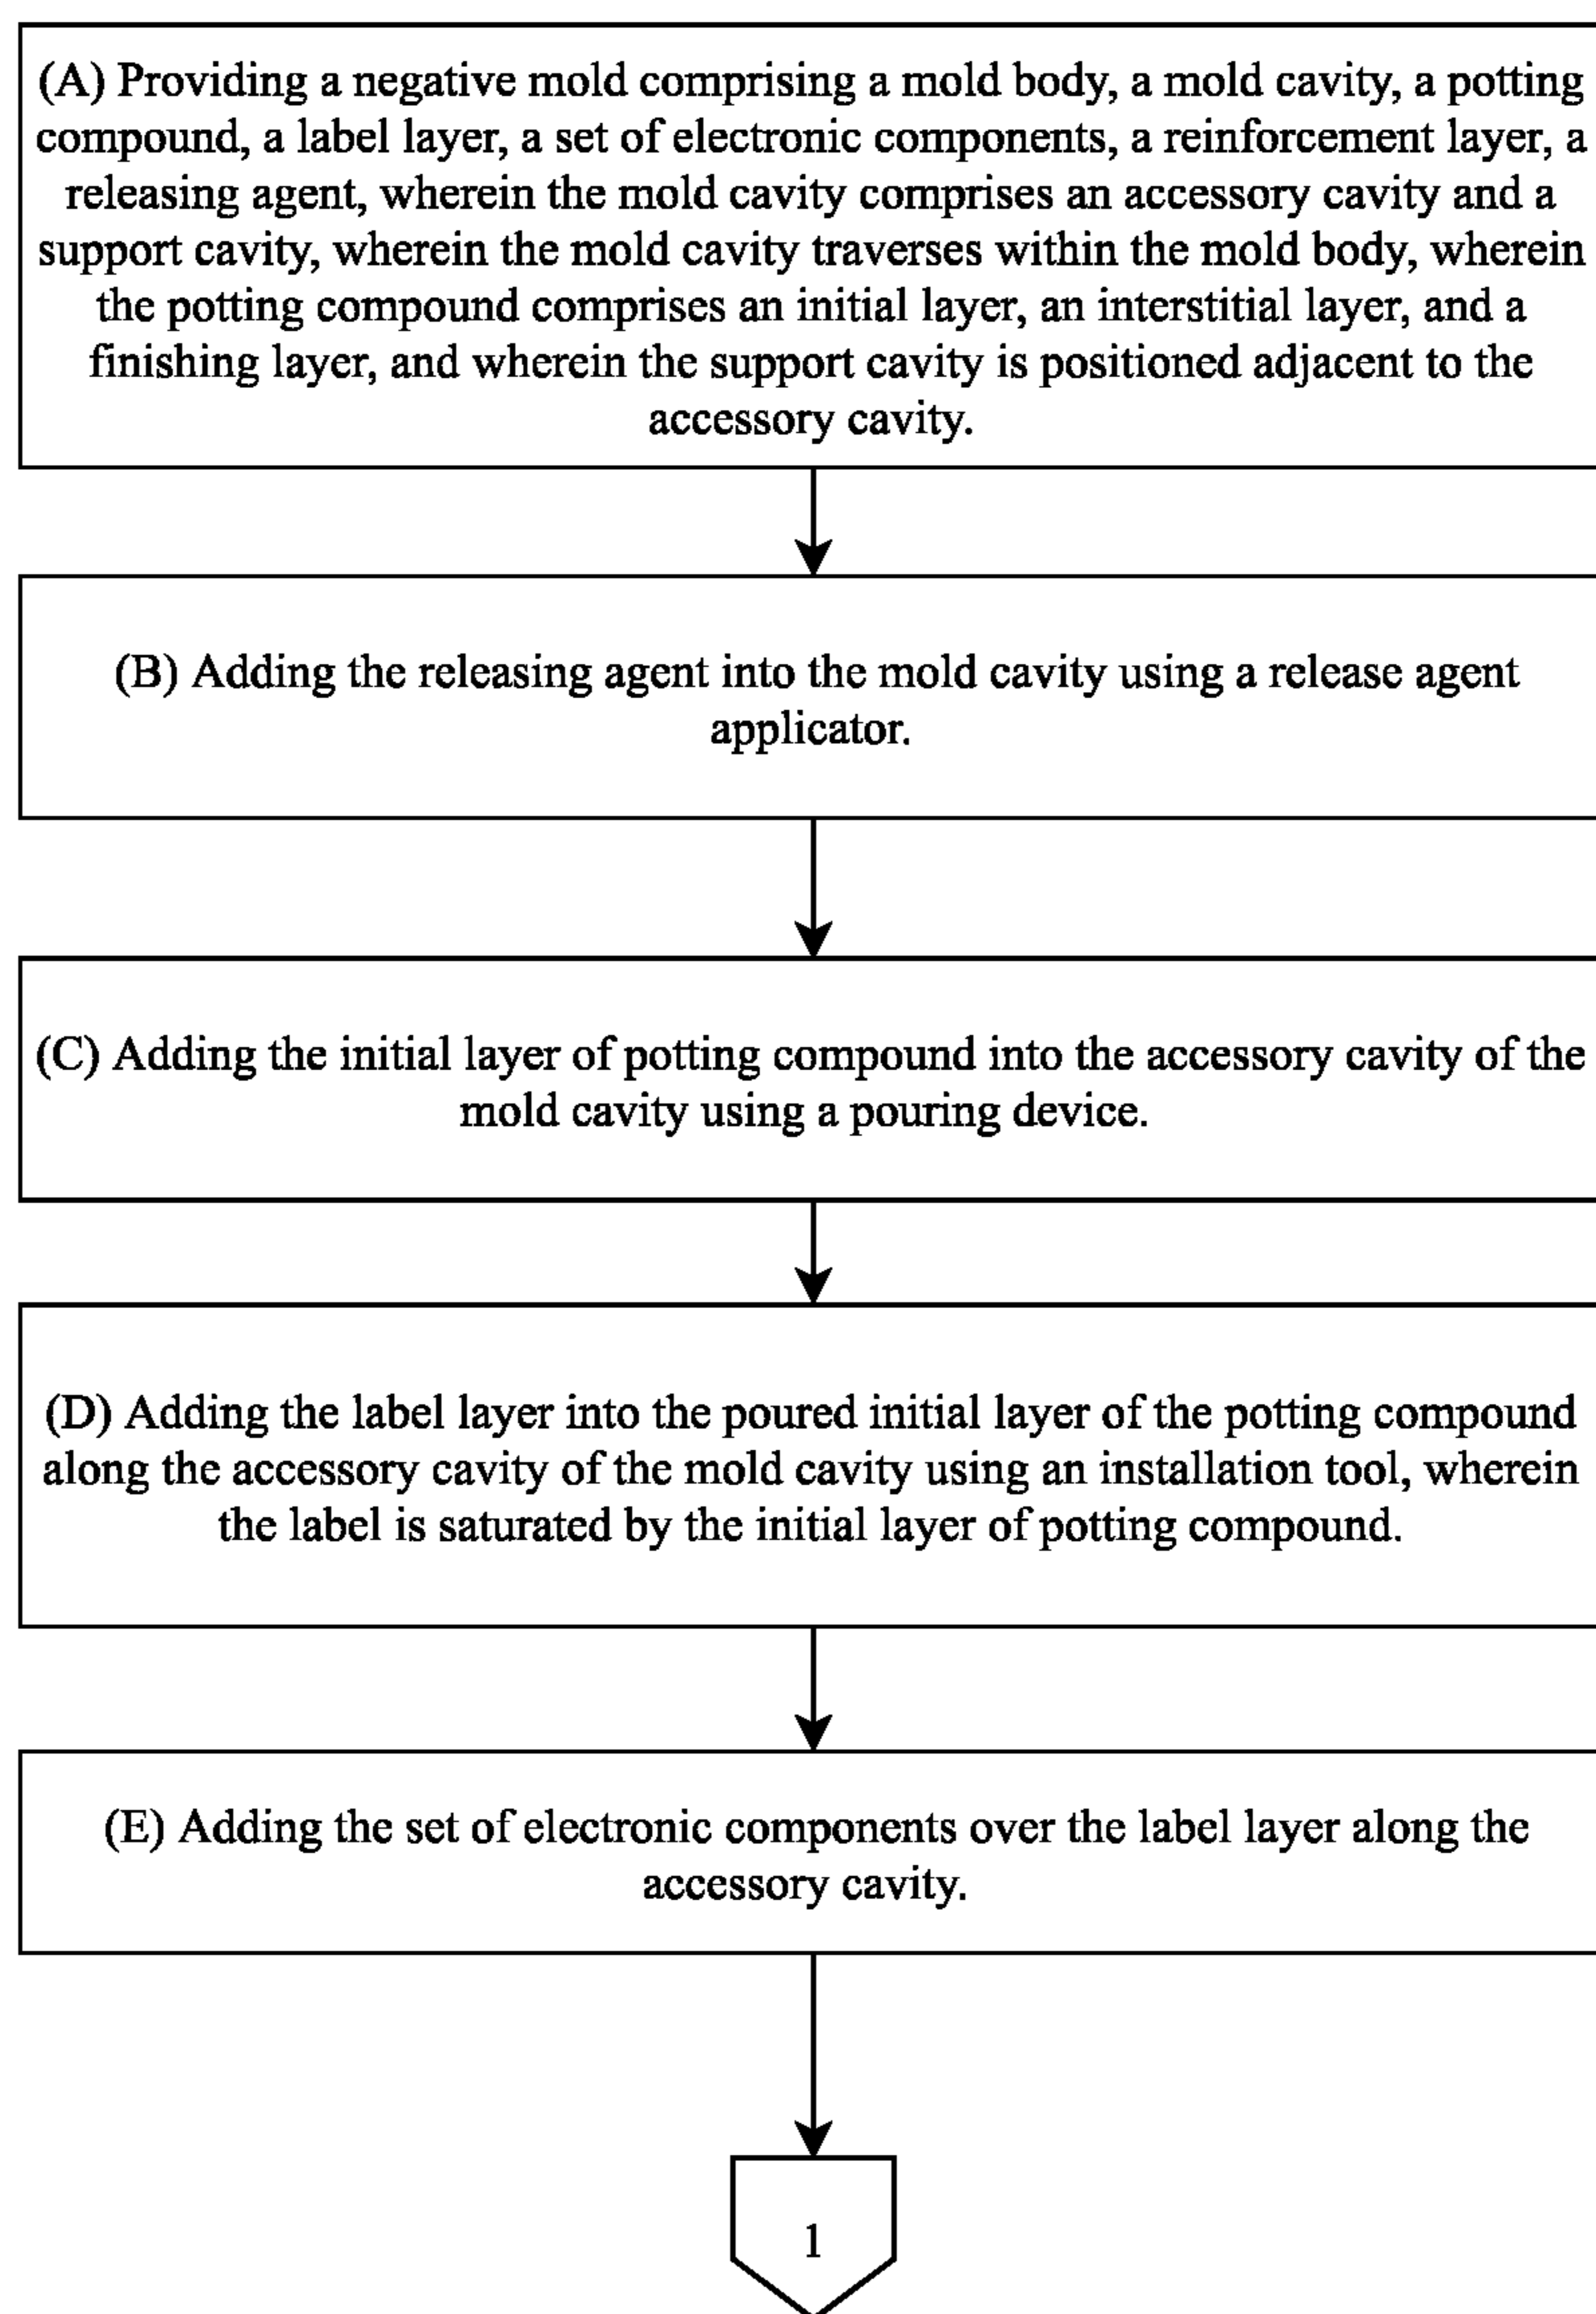 (A) Providing a negative mold comprising a mold body, a mold cavity, a potting
compound, a label layer, a set of electronic components, a reinforcement layer, a
releasing agent, wherein the mold cavity comprises an accessory cavity and a
support cavity, wherein the mold cavity traverses within the mold body, wherein
the potting compound comprises an initial layer, an interstitial layer, and a
finishing layer, and wherein the support cavity is positioned adjacent to the
accessory cavity.
(B) Adding the releasing agent into the mold cavity using a release agent
applicator.
(C) Adding the initial layer of potting compound into the accessory cavity of the
mold cavity using a pouring device.
(D) Adding the label layer into the poured initial layer of the potting compound
along the accessory cavity of the mold cavity using an installation tool, wherein
the label is saturated by the initial layer of potting compound.
(E) Adding the set of electronic components over the label layer along the
accessory cavity.
1